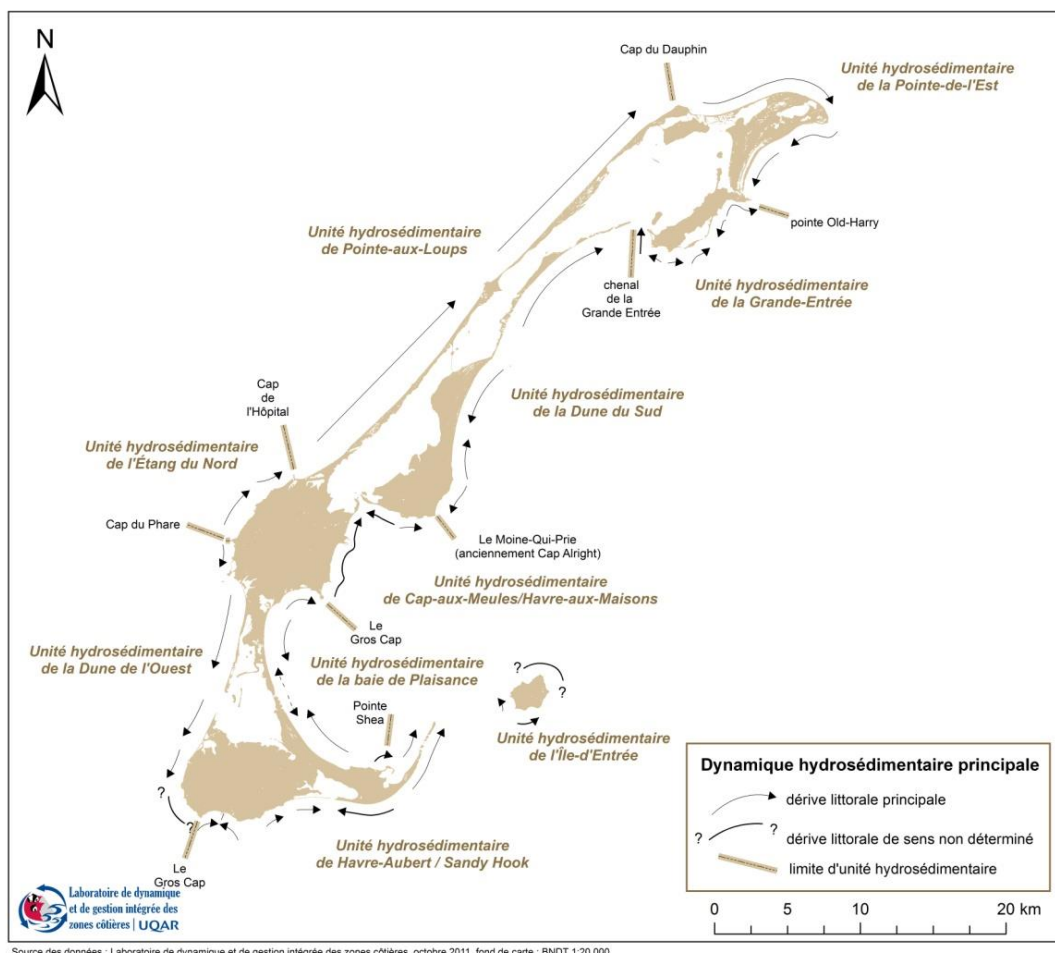 N
Cap du Dauphin
Unité hydrosédimentaire
de la Pointe-de-l'Est
pointe Old-Harry
Unité hydrosédimentaire
de Pointe-aux-Loups
chenal
de la
Grande Entrée
Unité hydrosédimentaire
de la Grande-Entrée
Cap
de
l'Hôpital
Unité hydrosédimentaire
de la Dune du Sud
Unité hydrosédimentaire
de l'Étang du Nord
Cap du Phare
Le Moine-Qui-Prie
(anciennement Cap Alright)
Unité hydrosédimentaire
de Cap-aux-Meules/Havre-aux-Maisons
Le
Gros Cap
Unité hydrosédimentaire
de la Dune de l'Ouest
Unité hydrosédimentaire
de la baie de Plaisance
?
?
Pointe
Shea
Unité hydrosédimentaire
de l'Île-d'Entrée
?
?
Le
Gros Cap
Unité hydrosédimentaire
de Havre-Aubert / Sandy Hook
Dynamique hydrosédimentaire principale
dérive littorale principale
? ? dérive littorale de sens non déterminé
limite d'unité hydrosédimentaire
0 5 10 20 km
Laboratoire de dynamique
et de gestion intégrée des
zones côtières | UQAR
Source des données : Laboratoire de dynamique et de gestion intégrée des zones côtières, octobre 2011, fond de carte : BNDT 1:20 000